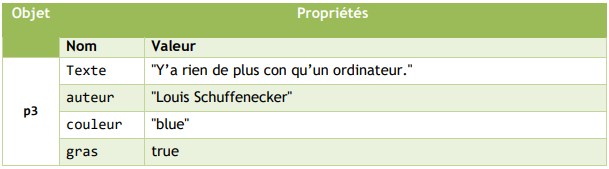 Objet Propriétés
Nom Valeur
Texte "Y'a rien de plus con qu'un ordinateur."
auteur "Louis Schuffenecker"
p3
couleur "blue"
gras true